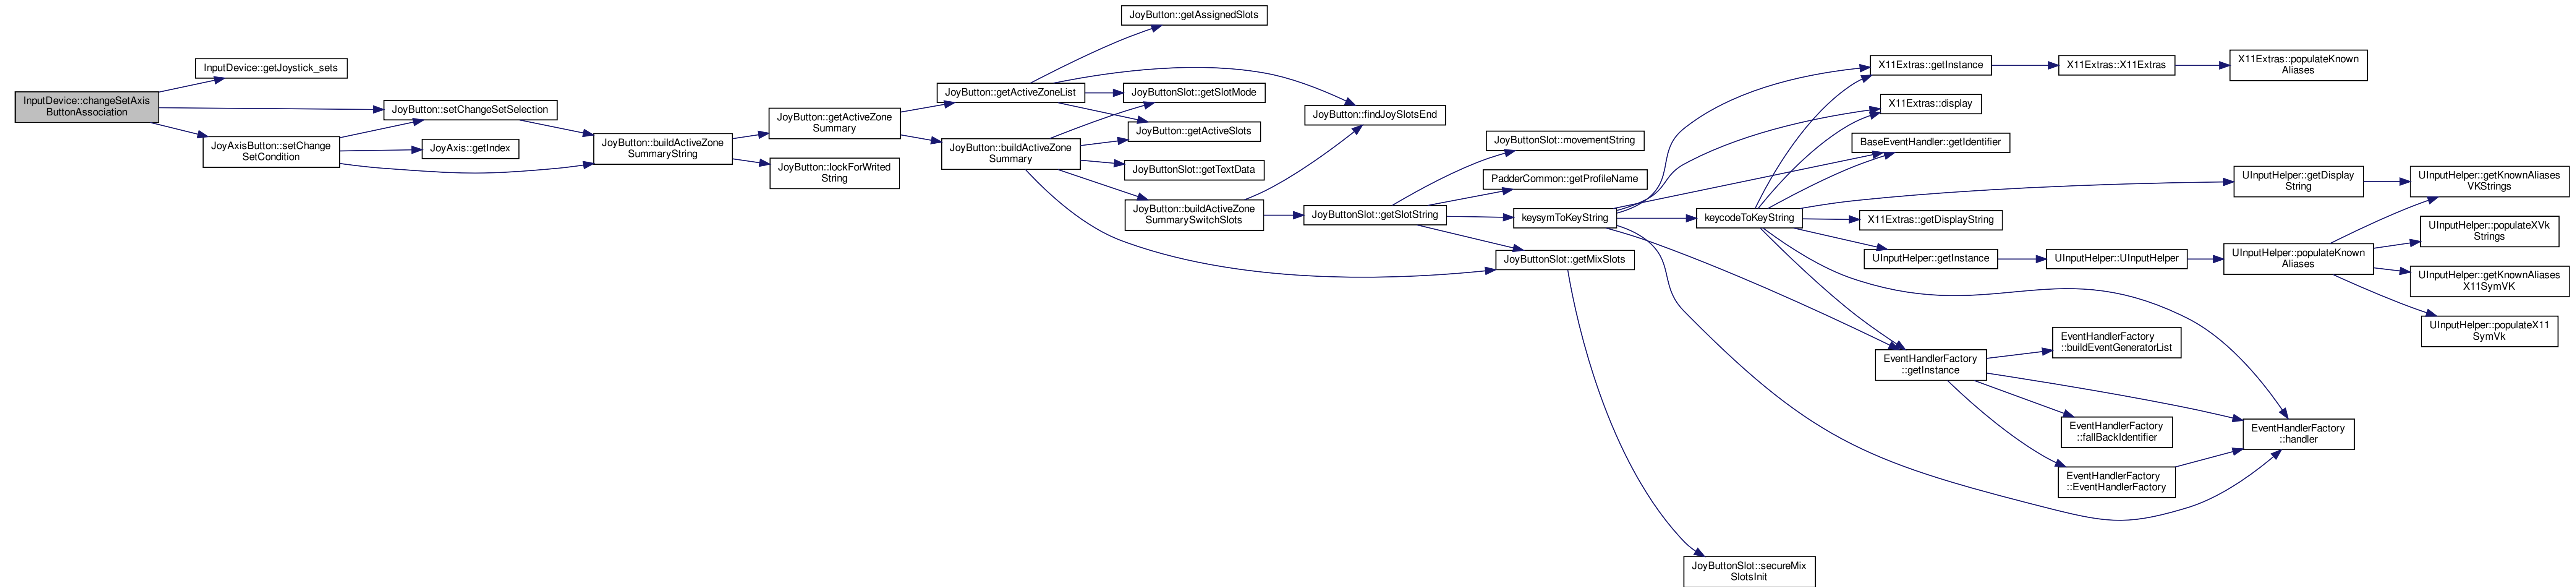 InputDevice::changeSetAxis
ButtonAssociation
InputDevice::getJoystick_sets
JoyButton::setChangeSetSelection
JoyAxisButton::setChange
SetCondition
JoyAxis::getIndex
JoyButton::buildActiveZone
SummaryString
JoyButton::getActiveZone
Summary
JoyButton::lockForWrited
String
JoyButton::getActiveZoneList
JoyButton::buildActiveZone
Summary
JoyButton::getAssignedSlots
JoyButtonSlot::getSlotMode
JoyButton::getActiveSlots
JoyButtonSlot::getTextData
JoyButton::buildActiveZone
SummarySwitchSlots
JoyButton::findJoySlotsEnd
JoyButtonSlot::getSlotString
JoyButtonSlot::movementString
PadderCommon::getProfileName
keysymToKeyString
JoyButtonSlot::getMixSlots
JoyButtonSlot::secureMix
SlotsInit
keycodeToKeyString
X11Extras::getInstance
X11Extras::display
BaseEventHandler::getIdentifier
X11Extras::getDisplayString
UInputHelper::getInstance
EventHandlerFactory
::getInstance
X11Extras::X11Extras
UInputHelper::UInputHelper
EventHandlerFactory
::buildEventGeneratorList
EventHandlerFactory
::fallBackIdentifier
EventHandlerFactory
::EventHandlerFactory
X11Extras::populateKnown
Aliases
UInputHelper::getDisplay
String
UInputHelper::populateKnown
Aliases
EventHandlerFactory
::handler
UInputHelper::getKnownAliases
VKStrings
UInputHelper::populateXVk
Strings
UInputHelper::getKnownAliases
X11SymVK
UInputHelper::populateX11
SymVk